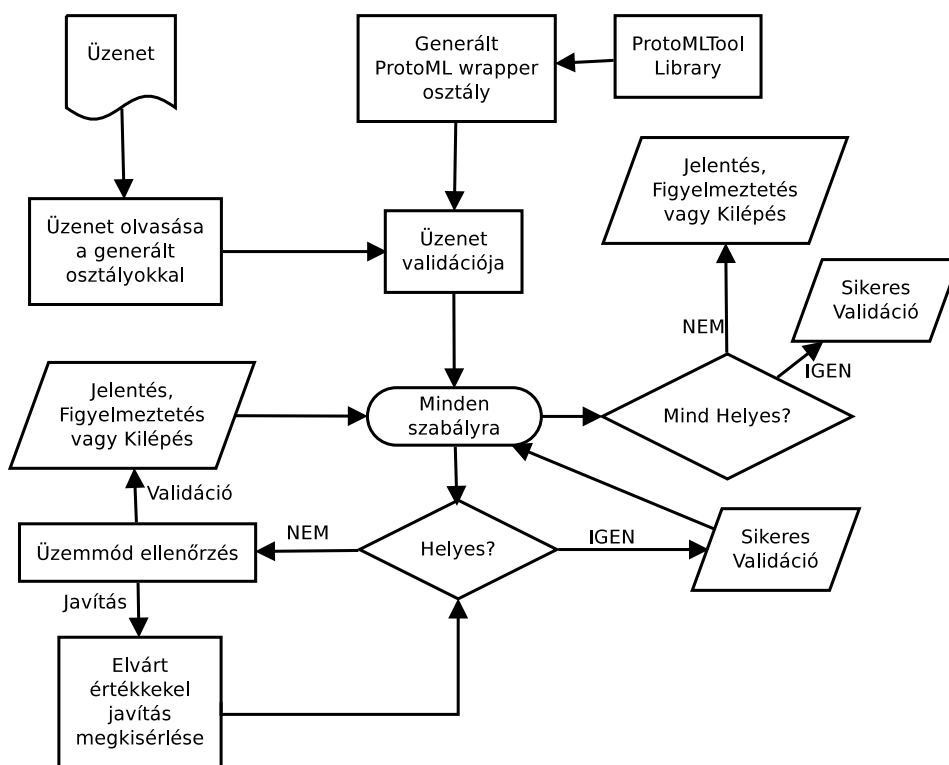 Üzenet
Generált
ProtoML wrapper
osztály
ProtoMLTool
Library
Jelentés,
Figyelmeztetés
vagy Kilépés
Üzenet olvasása
a generált
osztályokkal
Üzenet
validációja
Sikeres
Validáció
NEM
IGEN
Jelentés,
Figyelmeztetés
vagy Kilépés
Minden
szabályra
Mind Helyes?
Validáció
NEM
IGEN
Üzemmód ellenőrzés
Helyes?
Sikeres
Validáció
Javítás
Elvárt
értékkekel
javítás
megkisérlése